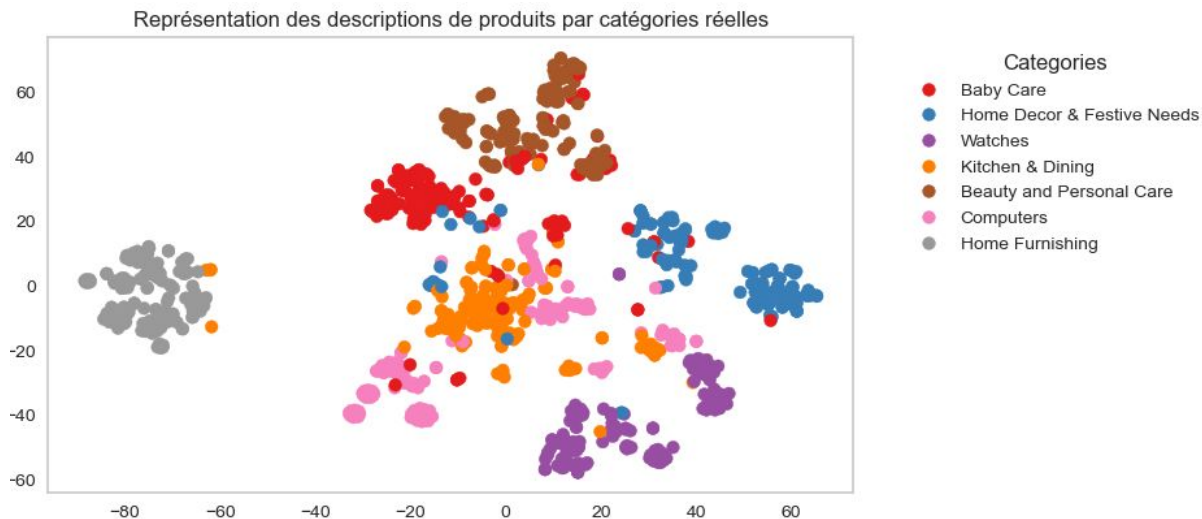 Représentation des descriptions de produits par catégories réelles
Categories
Baby Care
Home Decor & Festive Needs
Watches
Kitchen & Dining
Beauty and Personal Care
Computers
Home Furnishing
60
40
20
0
−20
−40
−60
−80 −60 −40 −20 0 20 40 60